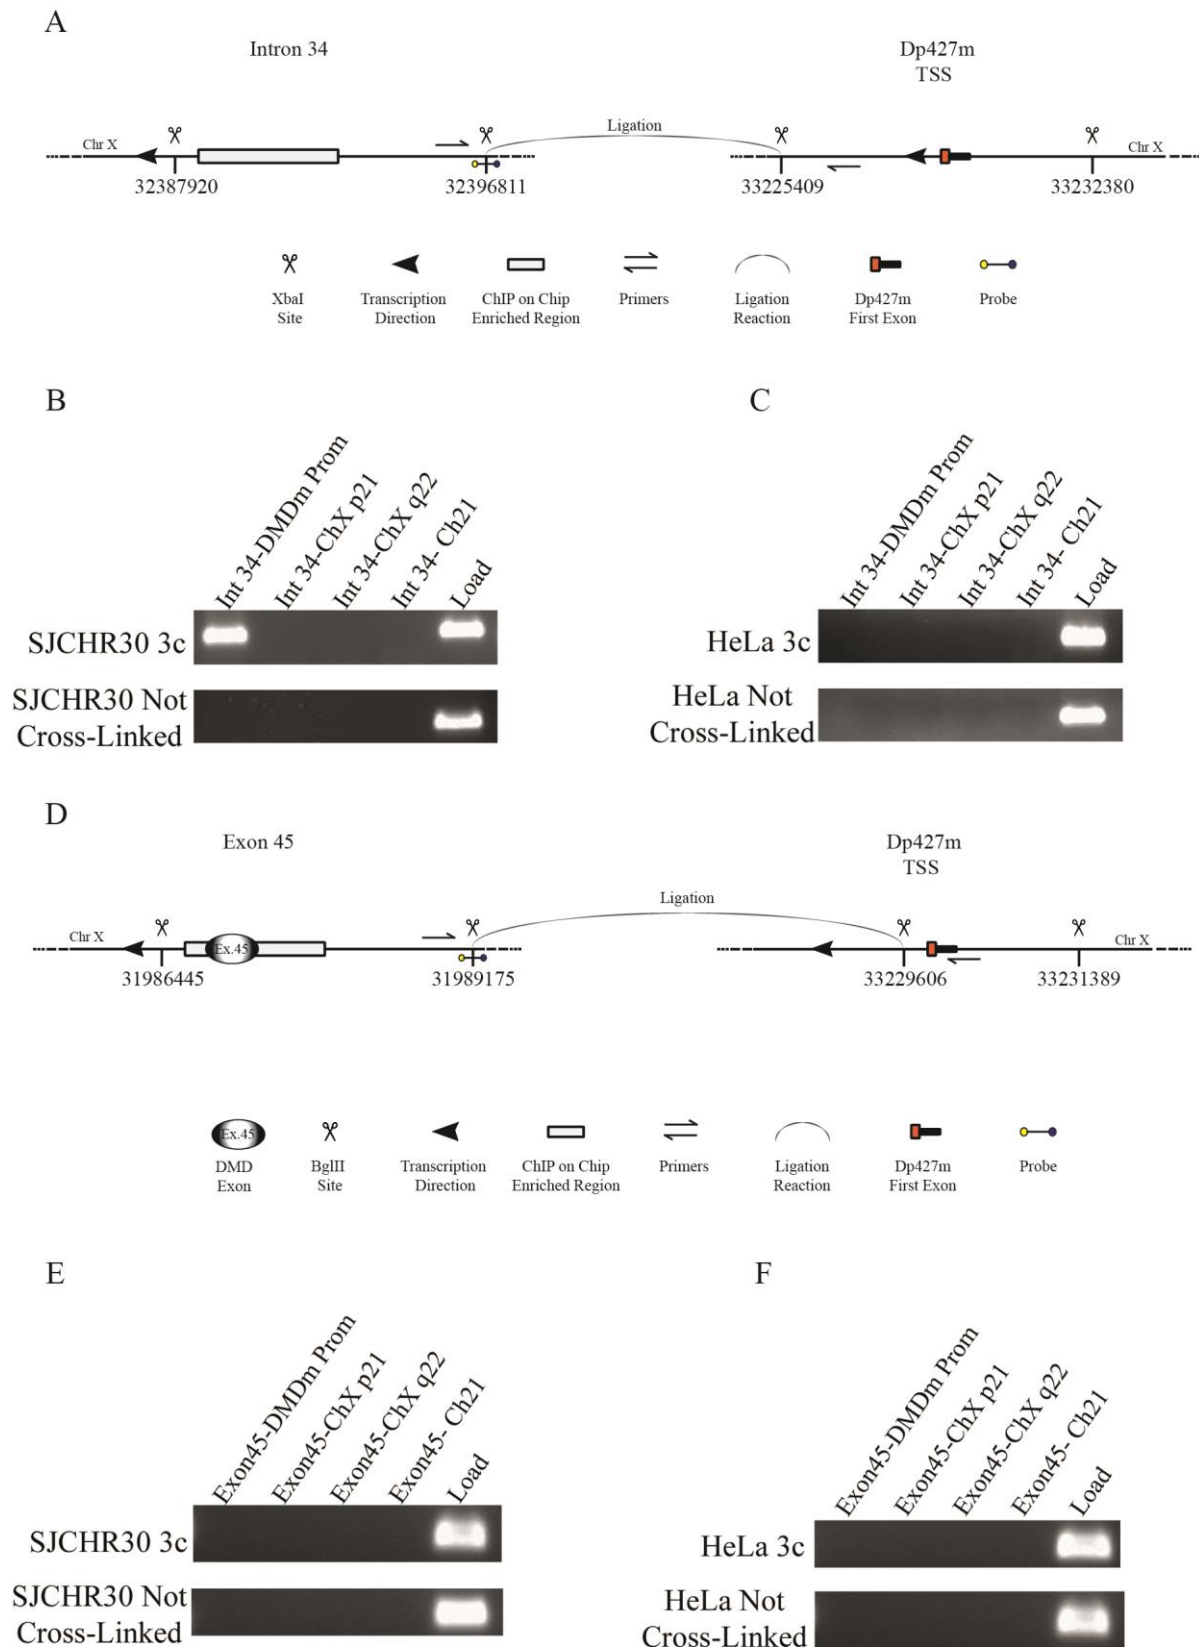 A
Intron 34
Dp427m
TSS
Chr X
Ligation
Chr X
32387920
32396811
33225409
33232380
XbaI
Site
Transcription
Direction
ChIP on Chip
Enriched Region
Primers
Ligation
Reaction
Dp427m
First Exon
Probe
B
Int 34-DMDm Prom
Int 34-ChX p21
Int 34-ChX q22
Int 34- Ch21
Load
SJCHR30 3c
SJCHR30 Not
Cross-Linked
C
Int 34-DMDm Prom
Int 34-ChX p21
Int 34-ChX q22
Int 34- Ch21
Load
HeLa 3c
HeLa Not
Cross-Linked
D
Exon 45
Dp427m
TSS
Chr X
Ex.45
Ligation
Chr X
31986445
31989175
33229606
33231389
Ex.45
DMD
Exon
BglII
Site
Transcription
Direction
ChIP on Chip
Enriched Region
Primers
Ligation
Reaction
Dp427m
First Exon
Probe
E
Exon45-DMDm Prom
Exon45-ChX p21
Exon45-ChX q22
Exon45- Ch21
Load
SJCHR30 3c
SJCHR30 Not
Cross-Linked
F
Exon45-DMDm Prom
Exon45-ChX p21
Exon45-ChX q22
Exon45- Ch21
Load
HeLa 3c
HeLa Not
Cross-Linked